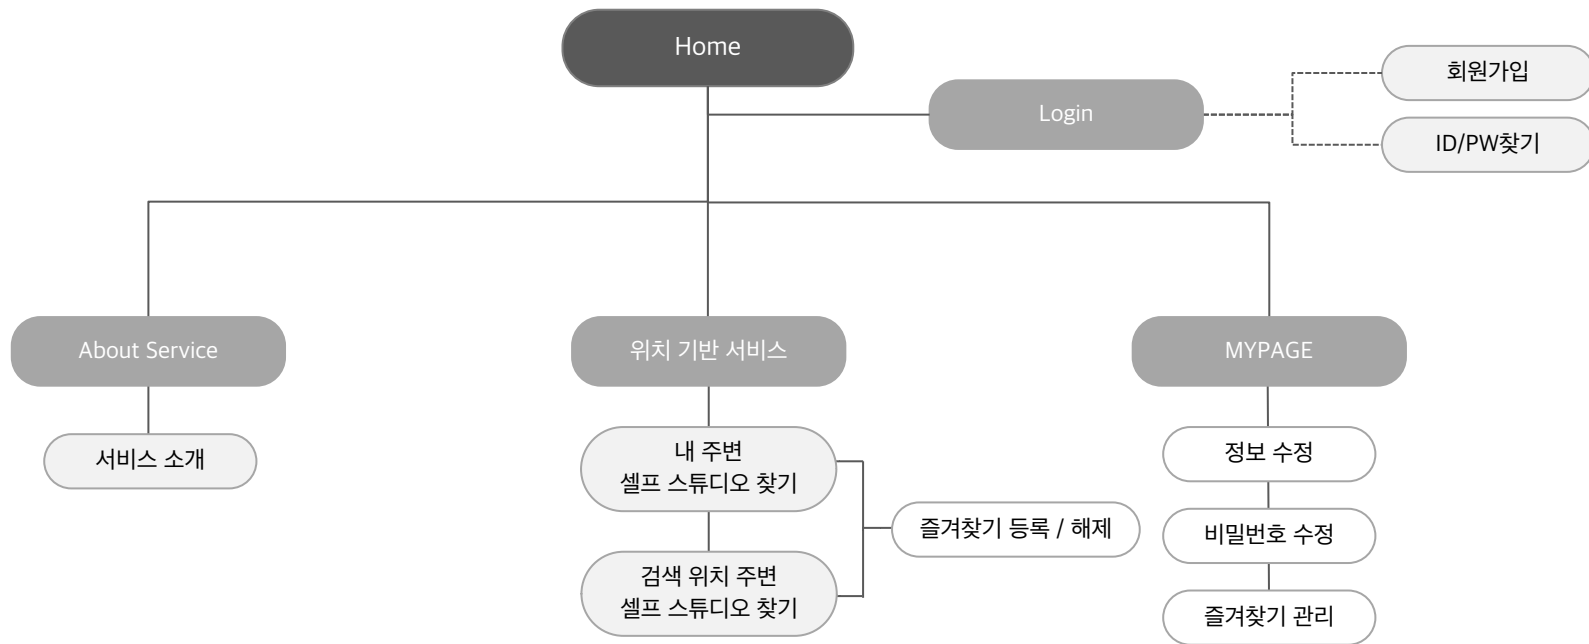 Home
Login
회원가입
ID/PW찾기
About Service
위치 기반 서비스
MYPAGE
서비스 소개
내 주변
셀프 스튜디오 찾기
검색 위치 주변
셀프 스튜디오 찾기
즐겨찾기 등록 / 해제
정보 수정
비밀번호 수정
즐겨찾기 관리